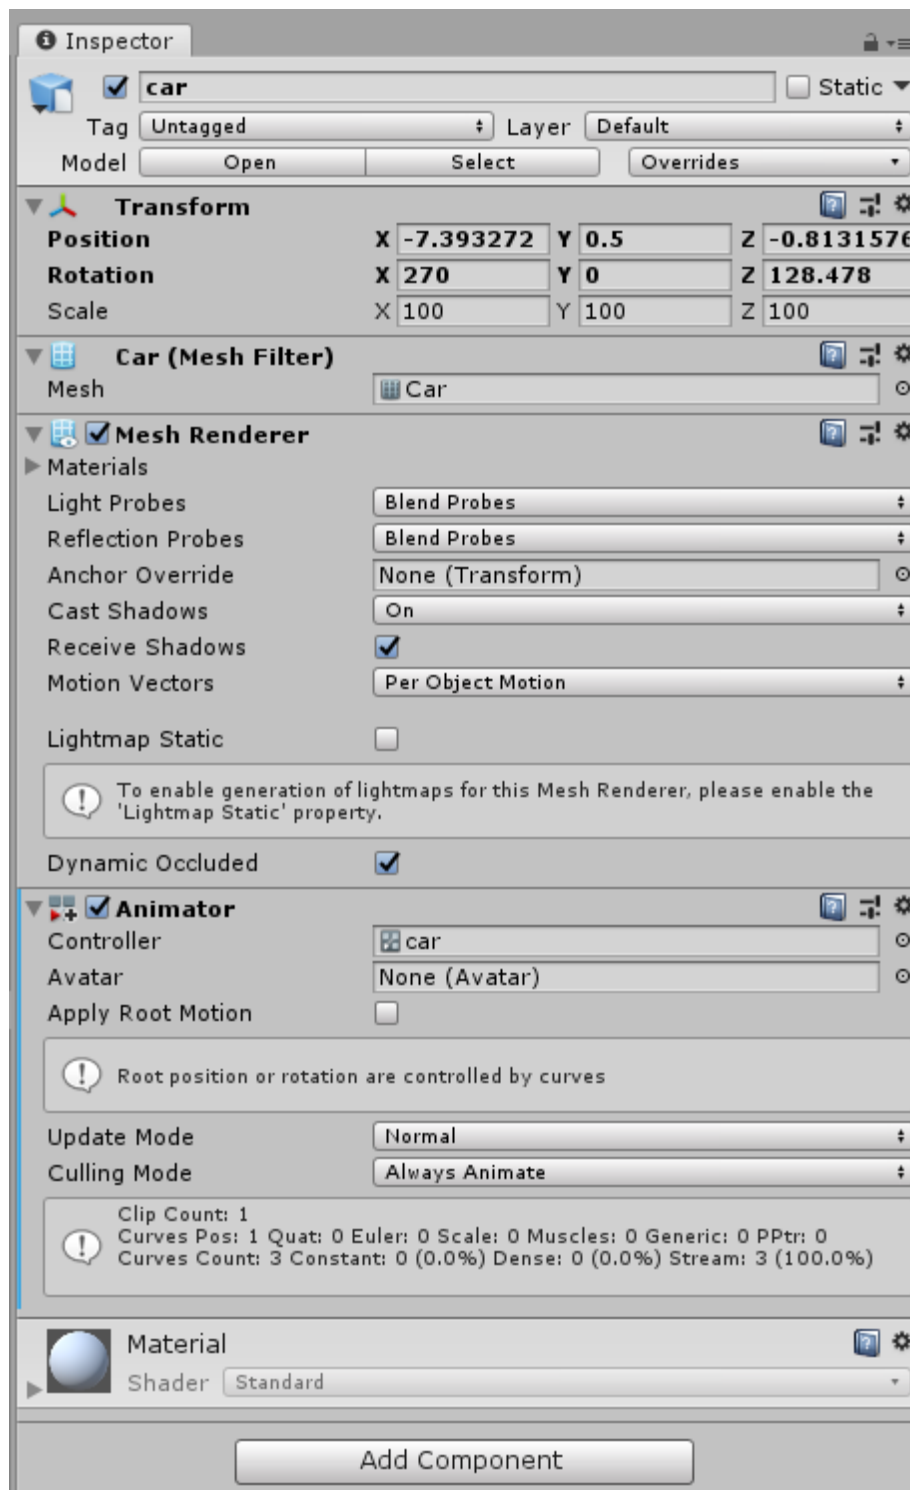 Inspector
car Static
Tag Untagged Layer Default
Model Open Select Overrides
Transform
Position X -7.393272 Y 0.5 Z -0.8131576
Rotation X 270 Y 0 Z 128.478
Scale X 100 Y 100 Z 100
Car (Mesh Filter)
Mesh Car
Mesh Renderer
Materials
Light Probes Blend Probes
Reflection Probes Blend Probes
Anchor Override None (Transform)
Cast Shadows On
Receive Shadows
Motion Vectors Per Object Motion
Lightmap Static
To enable generation of lightmaps for this Mesh Renderer, please enable the
'Lightmap Static' property.
Dynamic Occluded
Animator
Controller car
Avatar None (Avatar)
Apply Root Motion
Root position or rotation are controlled by curves
Update Mode Normal
Culling Mode Always Animate
Clip Count: 1
Curves Pos: 1 Quat: 0 Euler: 0 Scale: 0 Muscles: 0 Generic: 0 PPtr: 0
Curves Count: 3 Constant: 0 (0.0%) Dense: 0 (0.0%) Stream: 3 (100.0%)
Material
Shader Standard
Add Component